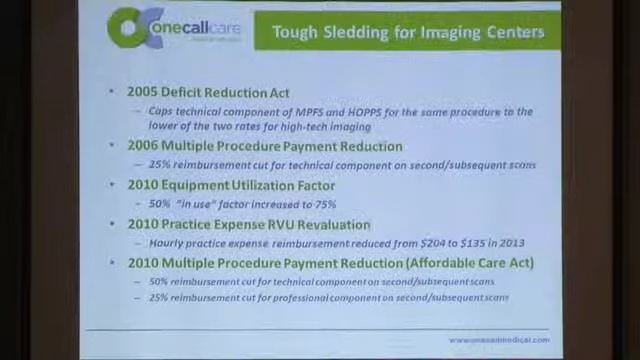 onecallcare
Tough Sledding for Imaging Centers
• 2005 Deficit Reduction Act
– Caps technical component of MPFS and HOPPS for the same procedure to the
lower of the two rates for high-tech imaging
• 2006 Multiple Procedure Payment Reduction
– 25% reimbursement cut for technical component on second/subsequent scans
• 2010 Equipment Utilization Factor
– 50% "in use" factor increased to 75%
• 2010 Practice Expense RVU Revaluation
– Hourly practice expense reimbursement reduced from $204 to $135 in 2013
• 2010 Multiple Procedure Payment Reduction (Affordable Care Act)
– 50% reimbursement cut for technical component on second/subsequent scans
– 25% reimbursement cut for professional component on second/subsequent scans
www.onecallmedical.com